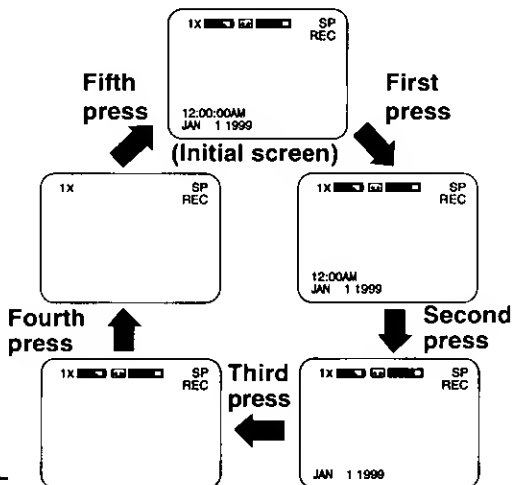 1X SP
REC
12:00:00AM
JAN 1 1999
(Initial screen)
First
press
1X SP
REC
12:00AM
JAN 1 1999
Second
press
1X SP
REC
JAN 1 1999
Third
press
1X SP
REC
Fourth
press
1X SP
REC
Fifth
press